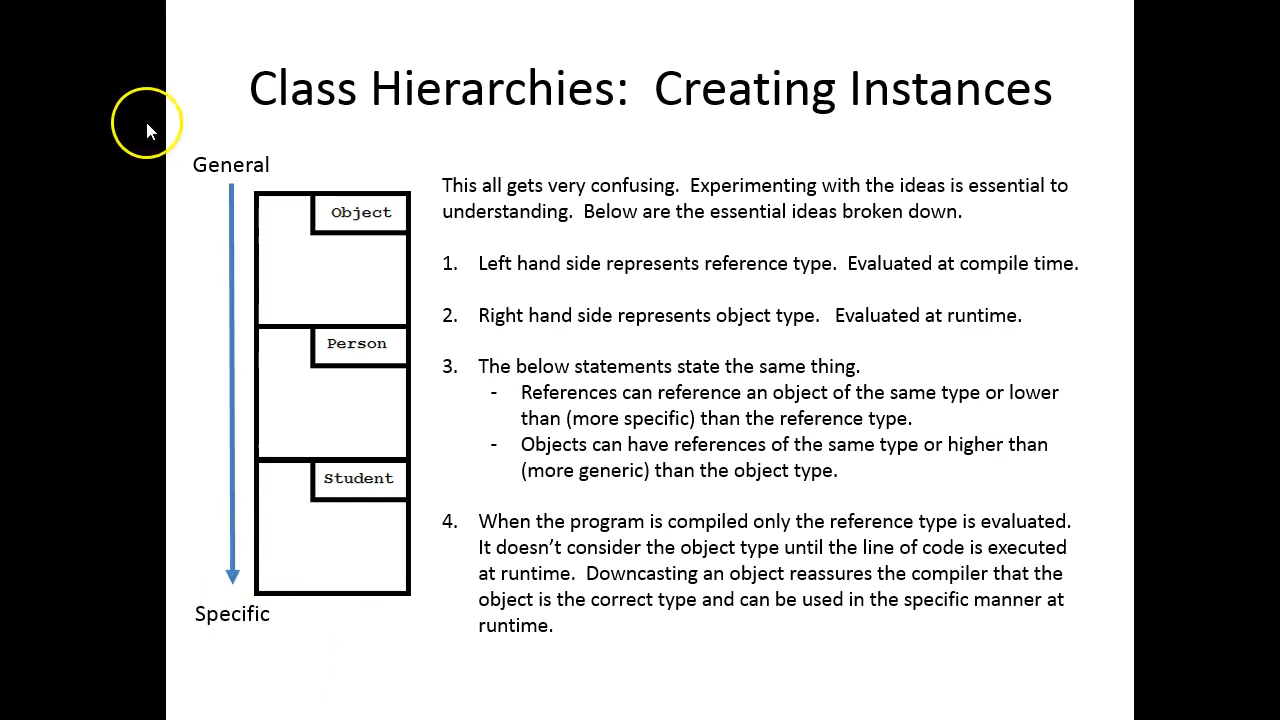 Class Hierarchies:  Creating Instances
General
Object
Person
Student
Specific
This all gets very confusing.  Experimenting with the ideas is essential to
understanding.  Below are the essential ideas broken down.
1. Left hand side represents reference type.  Evaluated at compile time.
2. Right hand side represents object type.   Evaluated at runtime.
3. The below statements state the same thing.
- References can reference an object of the same type or lower
than (more specific) than the reference type.
- Objects can have references of the same type or higher than
(more generic) than the object type.
4. When the program is compiled only the reference type is evaluated.
It doesn’t consider the object type until the line of code is executed
at runtime.  Downcasting an object reassures the compiler that the
object is the correct type and can be used in the specific manner at
runtime.